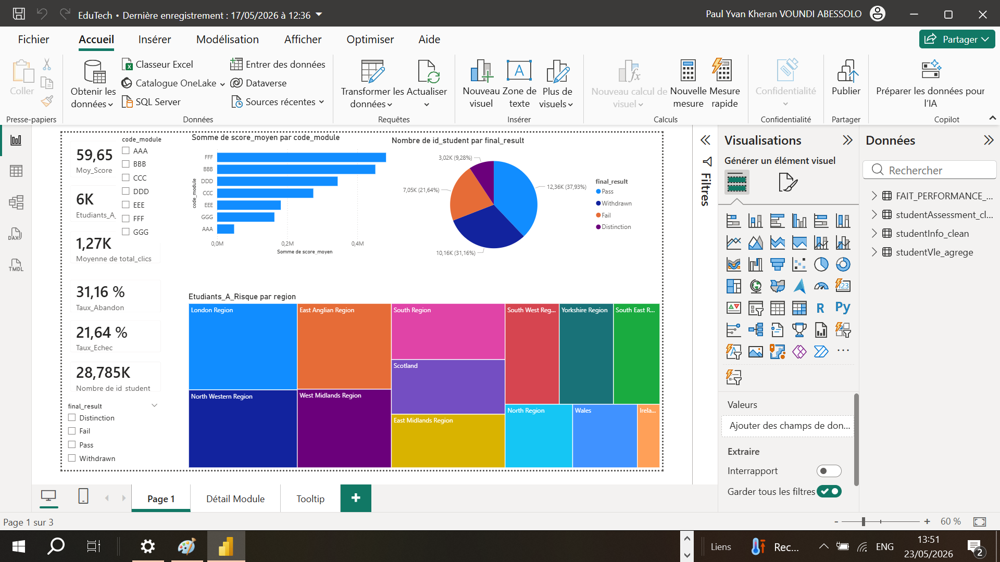 EduTech • Dernière enregistrement : 17/05/2026 à 12:36
Paul Yvan Kheran VOUNDI ABESSOLO
Fichier
Accueil
Insérer
Modélisation
Afficher
Optimiser
Aide
Partager
Coller
Presse-papiers
Obtenir les données
Classeur Excel
Catalogue OneLake
SQL Server
Entrer des données
Dataverse
Sources récentes
Données
Transformer les données
Actualiser
Requêtes
Nouveau visuel
Zone de texte
Plus de visuels
Insérer
Nouveau calcul de visuel
Nouvelle mesure
Mesure rapide
Calculs
Confidentialité
Confidentialité
Publier
Partager
Préparer les données pour l'IA
Copilot
DAX
TMDL
59,65
Moy_Score
6K
Etudiants_A_
1,27K
Moyenne de total_clics
31,16 %
Taux_Abandon
21,64 %
Taux_Echec
28,785K
Nombre de id_student
final_result
Distinction
Fail
Pass
Withdrawn
code_module
AAA
BBB
CCC
DDD
EEE
FFF
GGG
Somme de score_moyen par code_module
code_module
FFF
BBB
DDD
CCC
EEE
GGG
AAA
0,0M
0,2M
0,4M
Somme de score_moyen
Nombre de id_student par final_result
3,02K (9,28%)
7,05K (21,64%)
12,36K (37,93%)
10,16K (31,16%)
final_result
Pass
Withdrawn
Fail
Distinction
Etudiants_A_Risque par region
London Region
East Anglian Region
South Region
South West Reg...
Yorkshire Region
South East R...
Scotland
North Western Region
West Midlands Region
East Midlands Region
North Region
Wales
Irela...
Filtres
Visualisations
Générer un élément visuel
123
R
Py
Valeurs
Ajouter des champs de don...
Extraire
Interrapport
Garder tous les filtres
Données
Rechercher
FAIT_PERFORMANCE_...
studentAssessment_cl...
studentInfo_clean
studentVle_agrege
Page 1
Détail Module
Tooltip
Page 1 sur 3
- + 60 %
Liens
Rec...
ENG
13:51
23/05/2026
2